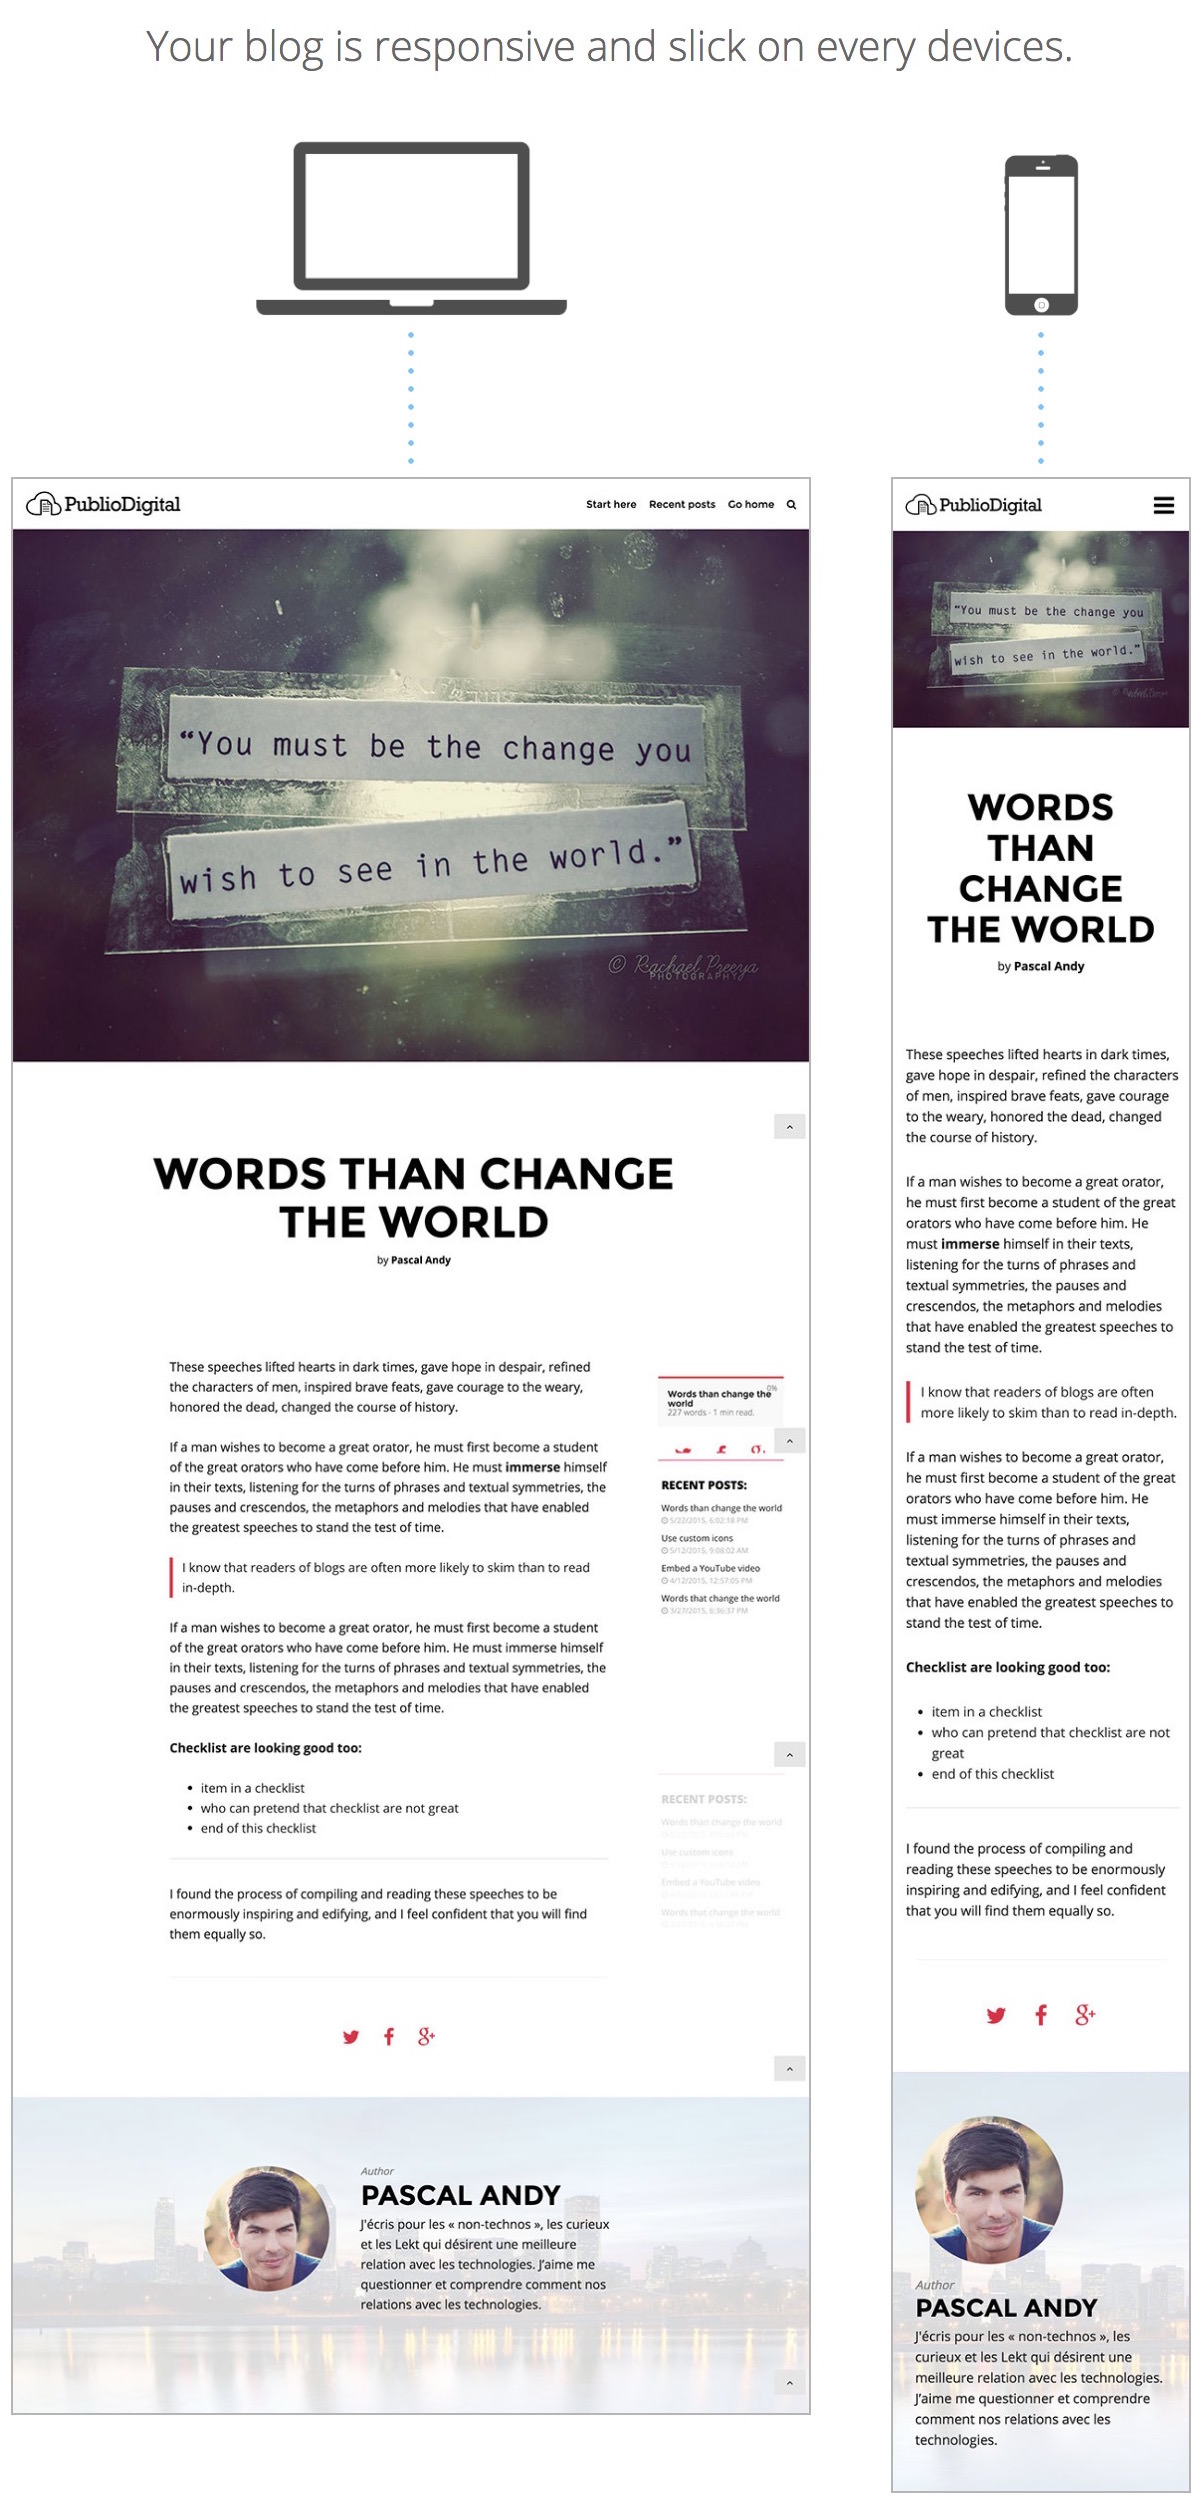 Your blog is responsive and slick on every devices.
PublioDigital
Start here Recent posts Go home
“You must be the change you
wish to see in the world.”
© Rachael Preeya
PHOTOGRAPHY
WORDS THAN CHANGE
THE WORLD
by Pascal Andy
These speeches lifted hearts in dark times, gave hope in despair, refined
the characters of men, inspired brave feats, gave courage to the weary,
honored the dead, changed the course of history.
If a man wishes to become a great orator, he must first become a student
of the great orators who have come before him. He must immerse himself
in their texts, listening for the turns of phrases and textual symmetries, the
pauses and crescendos, the metaphors and melodies that have enabled
the greatest speeches to stand the test of time.
I know that readers of blogs are often more likely to skim than to read
in-depth.
If a man wishes to become a great orator, he must first become a student
of the great orators who have come before him. He must immerse himself
in their texts, listening for the turns of phrases and textual symmetries, the
pauses and crescendos, the metaphors and melodies that have enabled
the greatest speeches to stand the test of time.
Checklist are looking good too:
• item in a checklist
• who can pretend that checklist are not great
• end of this checklist
I found the process of compiling and reading these speeches to be
enormously inspiring and edifying, and I feel confident that you will find
them equally so.
0%
Words than change the
world
227 words - 1 min read.
RECENT POSTS:
Words than change the world
5/22/2015, 6:02:18 PM
Use custom icons
5/12/2015, 9:08:02 AM
Embed a YouTube video
4/12/2015, 12:57:05 PM
Words that change the world
3/27/2015, 6:36:37 PM
RECENT POSTS:
Words than change the world
Use custom icons
Embed a YouTube video
Words that change the world
Author
PASCAL ANDY
J'écris pour les « non-technos », les curieux
et les Lekt qui désirent une meilleure
relation avec les technologies. J'aime me
questionner et comprendre comment nos
relations avec les technologies.
PublioDigital
“You must be the change you
wish to see in the world.”
WORDS
THAN
CHANGE
THE WORLD
by Pascal Andy
These speeches lifted hearts in dark times,
gave hope in despair, refined the characters
of men, inspired brave feats, gave courage
to the weary, honored the dead, changed
the course of history.
If a man wishes to become a great orator,
he must first become a student of the great
orators who have come before him. He
must immerse himself in their texts,
listening for the turns of phrases and
textual symmetries, the pauses and
crescendos, the metaphors and melodies
that have enabled the greatest speeches to
stand the test of time.
I know that readers of blogs are often
more likely to skim than to read in-depth.
If a man wishes to become a great orator,
he must first become a student of the great
orators who have come before him. He
must immerse himself in their texts,
listening for the turns of phrases and
textual symmetries, the pauses and
crescendos, the metaphors and melodies
that have enabled the greatest speeches to
stand the test of time.
Checklist are looking good too:
• item in a checklist
• who can pretend that checklist are not
great
• end of this checklist
I found the process of compiling and
reading these speeches to be enormously
inspiring and edifying, and I feel confident
that you will find them equally so.
Author
PASCAL ANDY
J'écris pour les « non-technos », les
curieux et les Lekt qui désirent une
meilleure relation avec les technologies.
J'aime me questionner et comprendre
comment nos relations avec les
technologies.